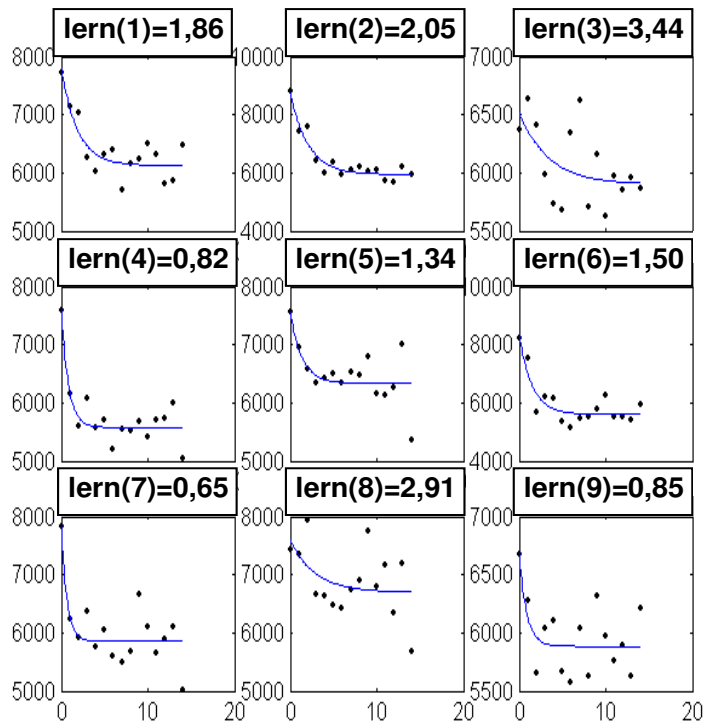 lern(1)=1,86 lern(2)=2,05 lern(3)=3,44
8000 10000 7000
7000 8000 6500
6000 6000 6000
5000 4000 5500
lern(4)=0,82 lern(5)=1,34 lern(6)=1,50
8000 8000 10000
7000 7000 8000
6000 6000 6000
5000 5000 4000
lern(7)=0,65 lern(8)=2,91 lern(9)=0,85
8000 8000 7000
7000 7000 6500
6000 6000 6000
5000 5000 5500
0 10 20 0 10 20 0 10 20